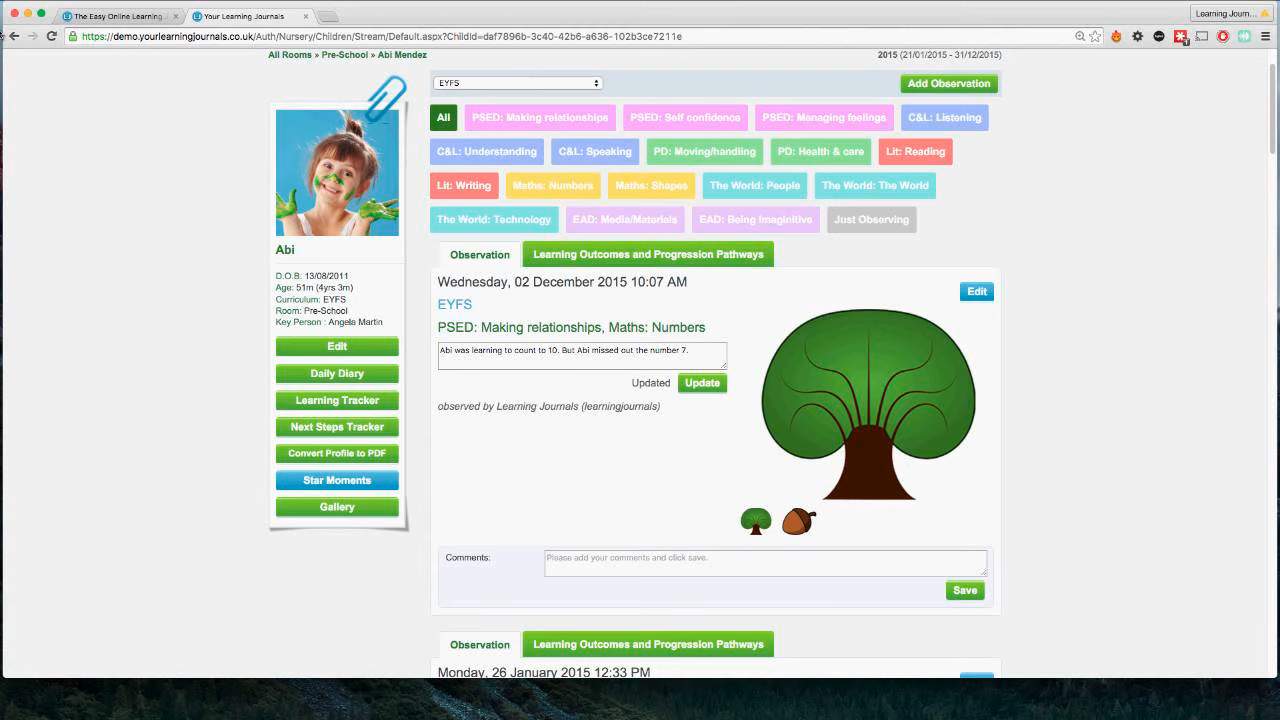 The Easy Online Learning
Your Learning Journals
Learning Journ...
https://demo.yourlearningjournals.co.uk/Auth/Nursery/Children/Stream/Default.aspx?ChildId=daf7896b-3c40-42b6-a636-102b3ce7211e
All Rooms » Pre-School » Abi Mendez
2015 (21/01/2015 - 31/12/2015)
EYFS
Add Observation
All PSED: Making relationships PSED: Self confidence PSED: Managing feelings C&L: Listening
C&L: Understanding C&L: Speaking PD: Moving/handling PD: Health & care Lit: Reading
Lit: Writing Maths: Numbers Maths: Shapes The World: People The World: The World
The World: Technology EAD: Media/Materials EAD: Being Imaginitive Just Observing
Abi
D.O.B. 13/08/2011
Age: 51m (4yrs 3m)
Curriculum: EYFS
Room: Pre-School
Key Person : Angela Martin
Edit
Daily Diary
Learning Tracker
Next Steps Tracker
Convert Profile to PDF
Star Moments
Gallery
Observation Learning Outcomes and Progression Pathways
Wednesday, 02 December 2015 10:07 AM
Edit
EYFS
PSED: Making relationships, Maths: Numbers
Abi was learning to count to 10. But Abi missed out the number 7.
Updated Update
observed by Learning Journals (learningjournals)
Comments: Please add your comments and click save.
Save
Observation Learning Outcomes and Progression Pathways
Monday, 26 January 2015 12:33 PM